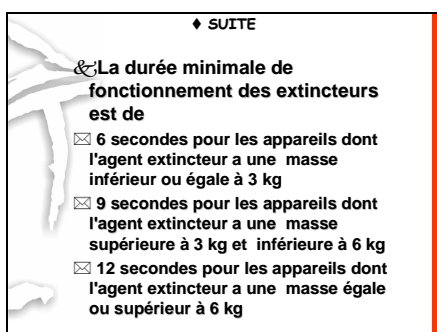 ♦ SUITE
La durée minimale de
fonctionnement des extincteurs
est de
6 secondes pour les appareils dont
l'agent extincteur a une masse
inférieur ou égale à 3 kg
9 secondes pour les appareils dont
l'agent extincteur a une masse
supérieure à 3 kg et inférieure à 6 kg
12 secondes pour les appareils dont
l'agent extincteur a une masse égale
ou supérieur à 6 kg